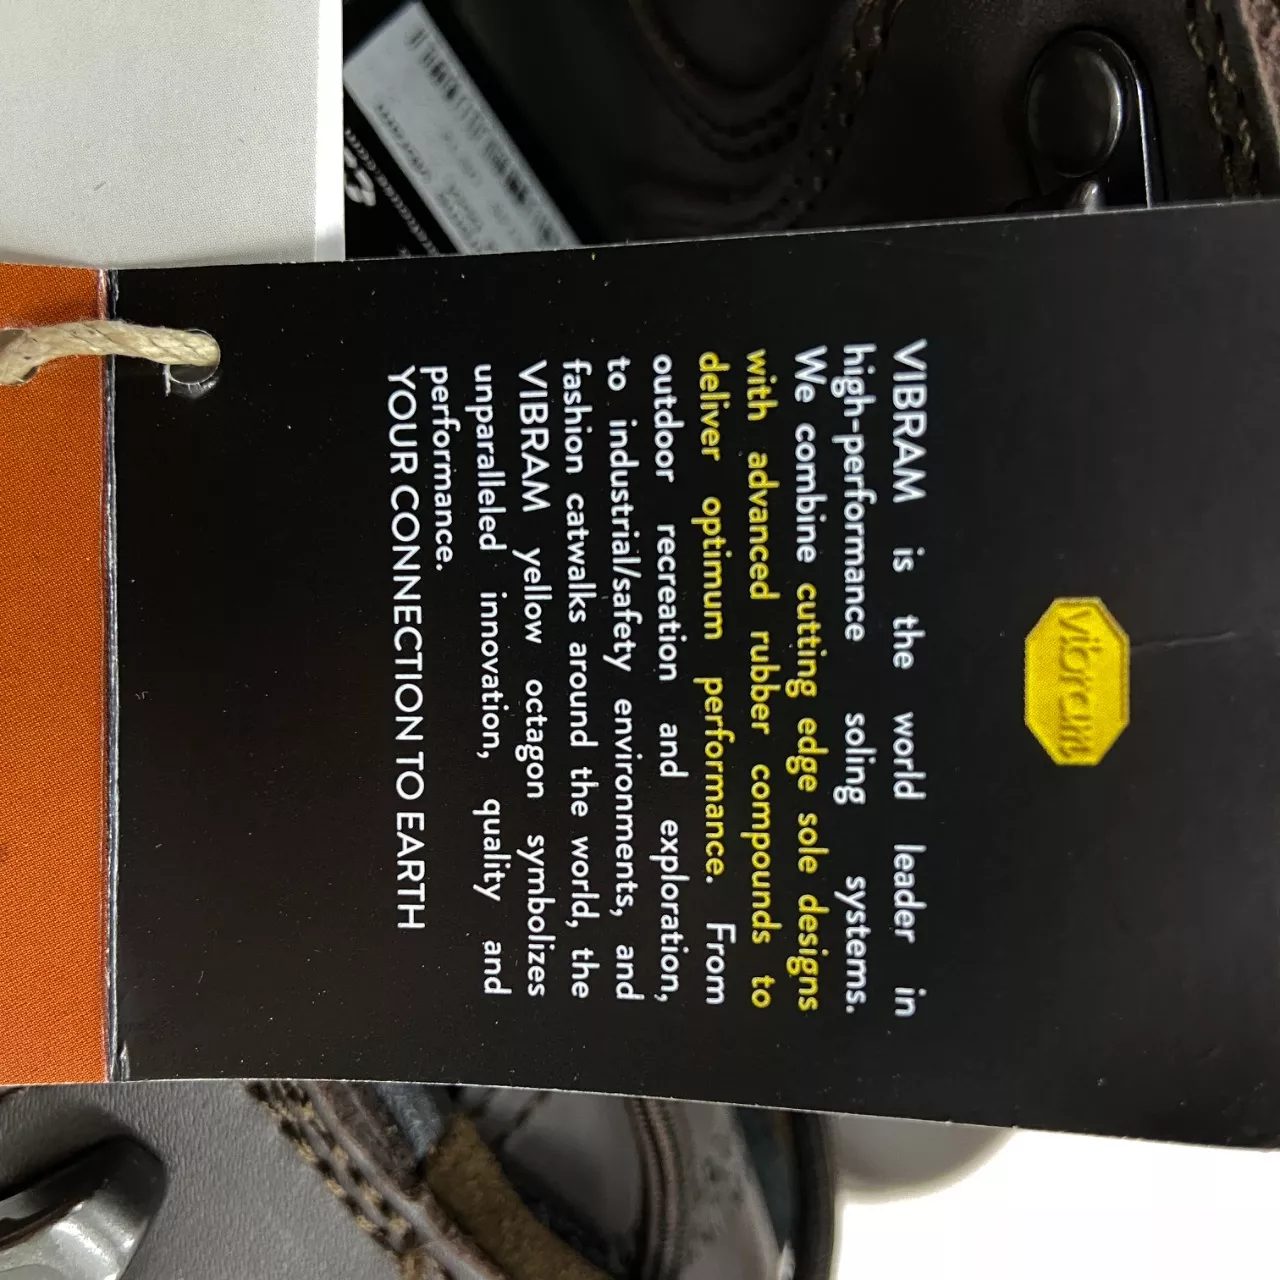 vibram
VIBRAM is the world leader in
high-performance soling systems.
We combine cutting edge sole designs
with advanced rubber compounds to
deliver optimum performance. From
outdoor recreation and exploration,
to industrial/safety environments, and
fashion catwalks around the world, the
VIBRAM yellow octagon symbolizes
unparalleled innovation, quality and
performance.
YOUR CONNECTION TO EARTH